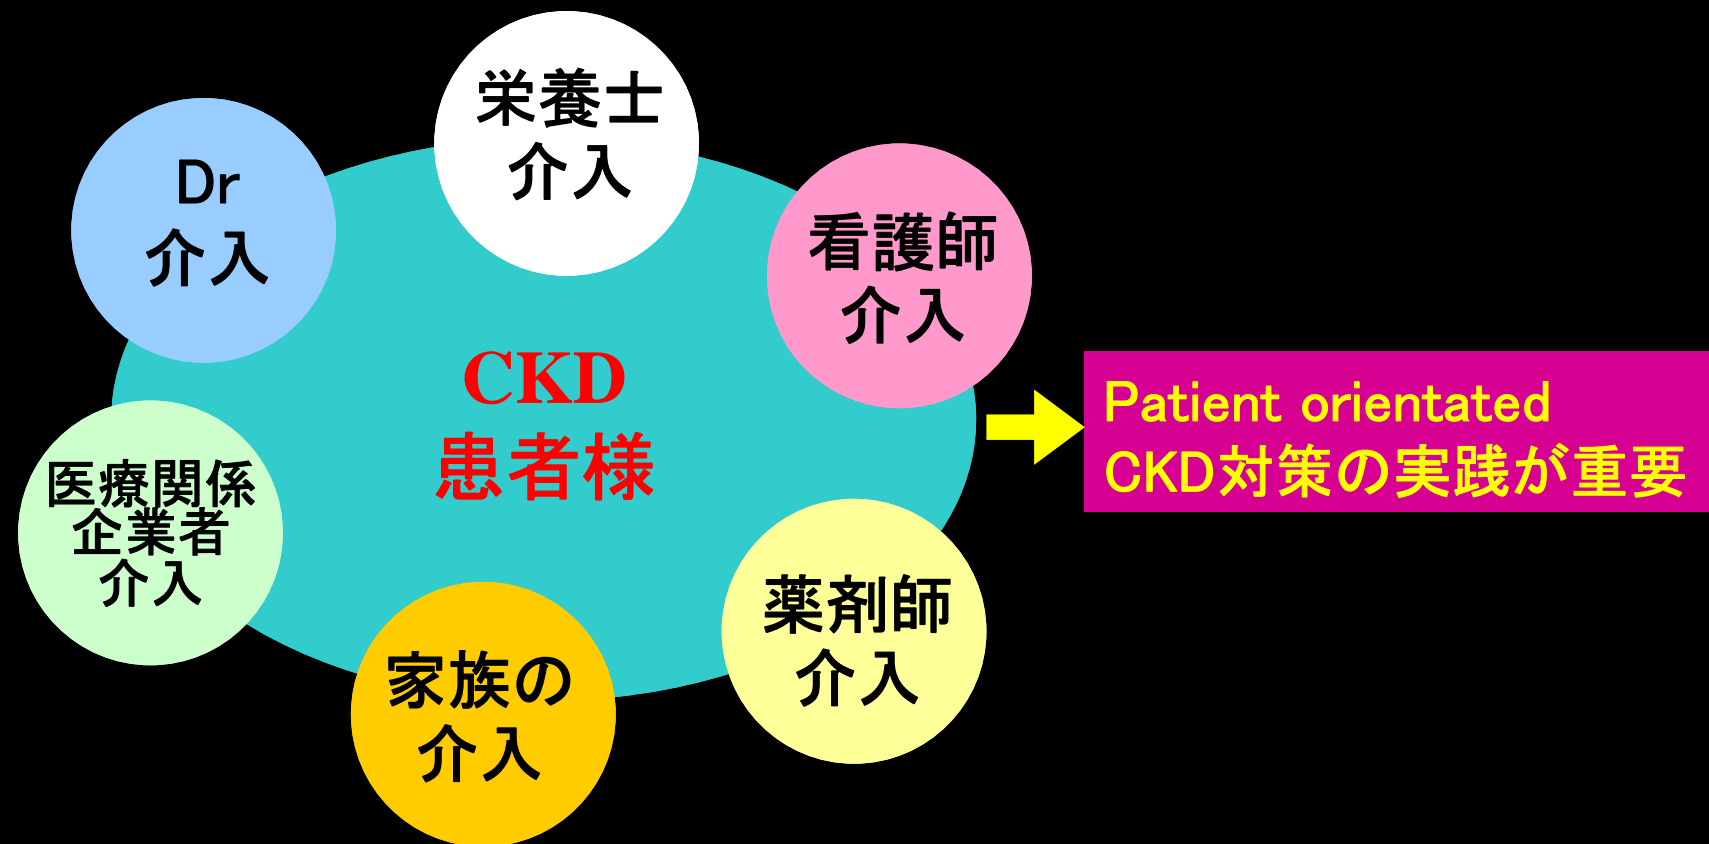 栄養士
介入
Dr
介入
看護師
介入
CKD
患者様
Patient orientated
CKD対策の実践が重要
医療関係
企業者
介入
薬剤師
介入
家族の
介入